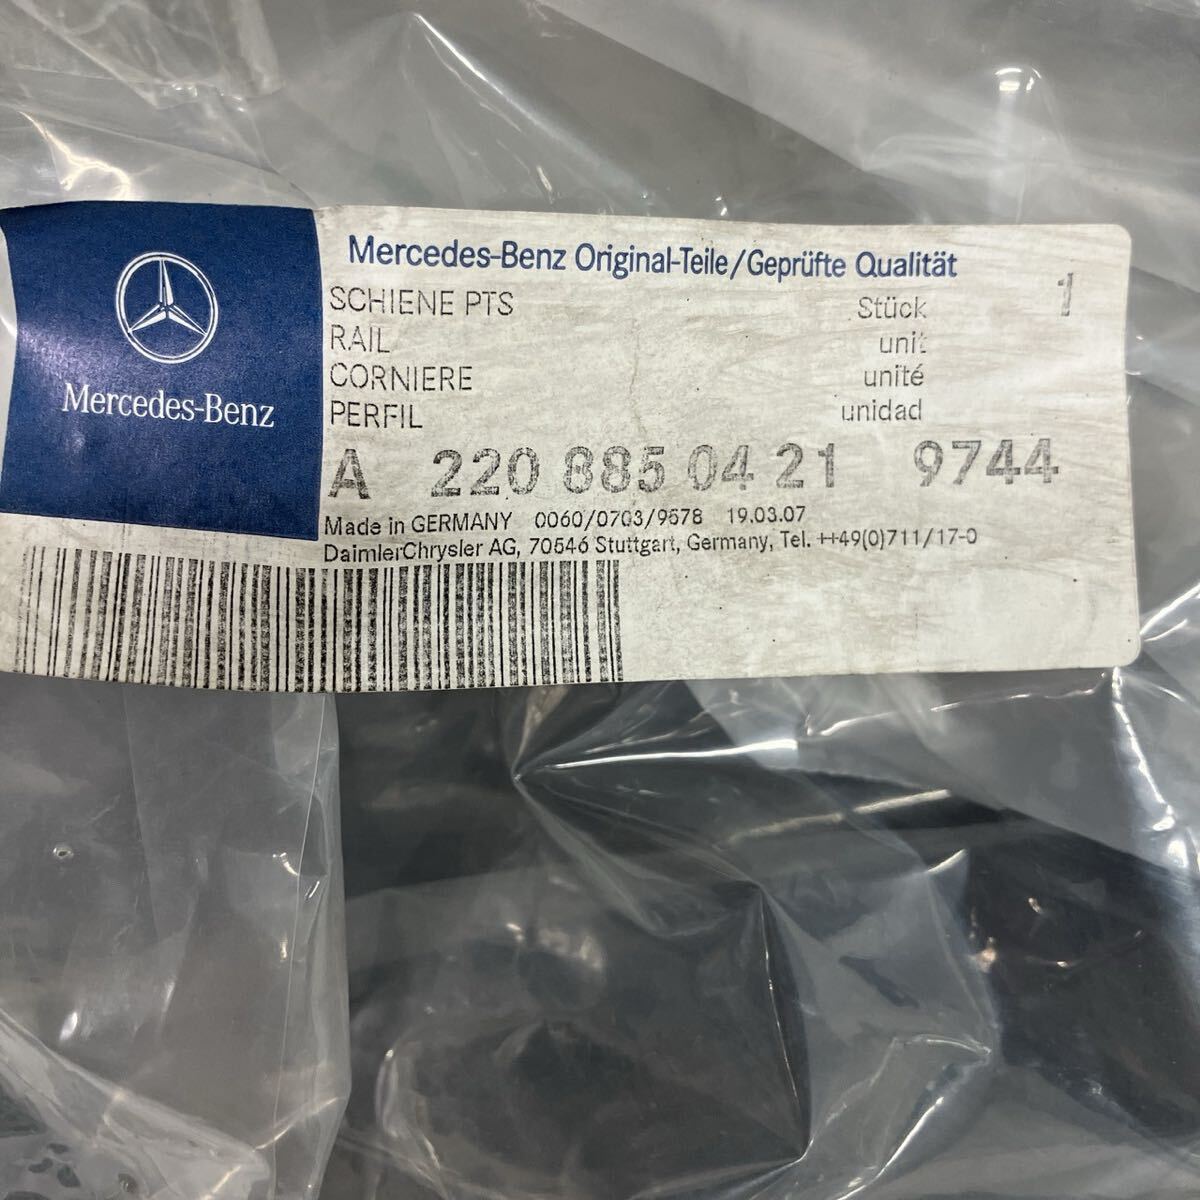 Mercedes-Benz
Mercedes-Benz Original-Teile/Geprüfte Qualität
SCHIENE PTS Stück 1
RAIL unit
CORNIERE unité
PERFIL unidad
A 220 885 04 21 9744
Made in GERMANY 0060/0703/9578 19.03.07
DaimlerChrysler AG, 70546 Stuttgart, Germany, Tel. ++49(0)711/17-0